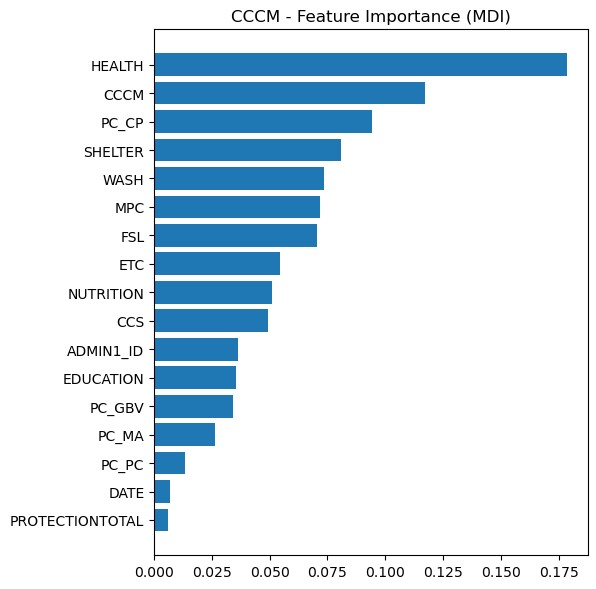 CCCM - Feature Importance (MDI)
HEALTH
CCCM
PC_CP
SHELTER
WASH
MPC
FSL
ETC
NUTRITION
CCS
ADMIN1_ID
EDUCATION
PC_GBV
PC_MA
PC_PC
DATE
PROTECTIONTOTAL
0.000 0.025 0.050 0.075 0.100 0.125 0.150 0.175